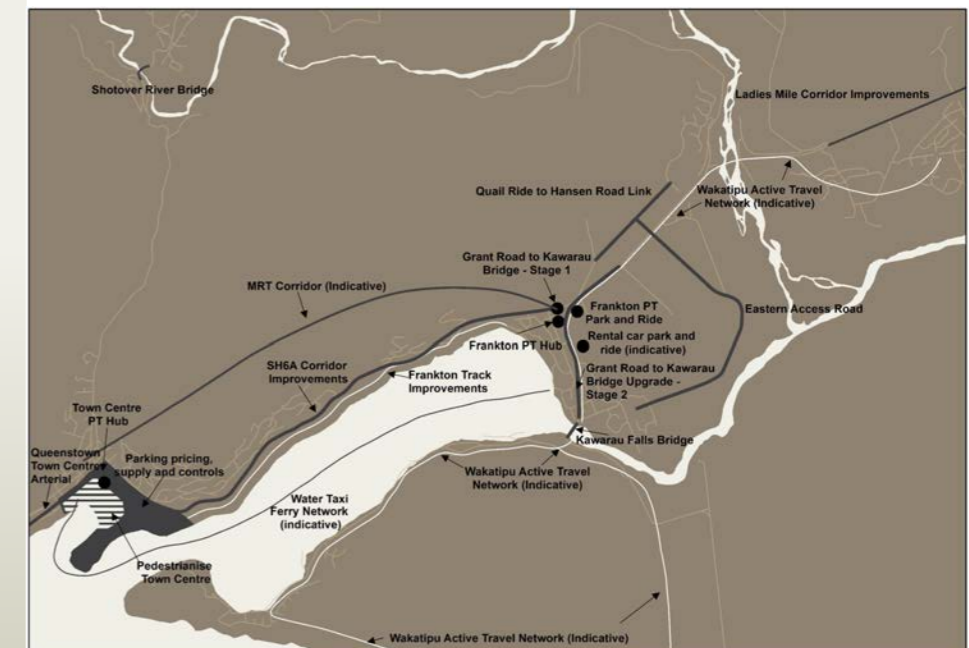 Shotover River Bridge
Ladies Mile Corridor Improvements
Quail Ride to Hansen Road Link
Wakatipu Active Travel
Network (Indicative)
Grant Road to Kawarau
Bridge - Stage 1
MRT Corridor (Indicative)
Frankton PT
Park and Ride
Eastern Access Road
Frankton PT Hub
Rental car park and
ride (indicative)
SH6A Corridor
Improvements
Frankton Track
Improvements
Grant Road to Kawarau
Bridge Upgrade -
Stage 2
Town Centre
PT Hub
Kawarau Falls Bridge
Queenstown
Town Centre
Arterial
Parking pricing,
supply and controls
Wakatipu Active Travel
Network (Indicative)
Water Taxi
Ferry Network
(indicative)
Pedestrianise
Town Centre
Wakatipu Active Travel Network (Indicative)